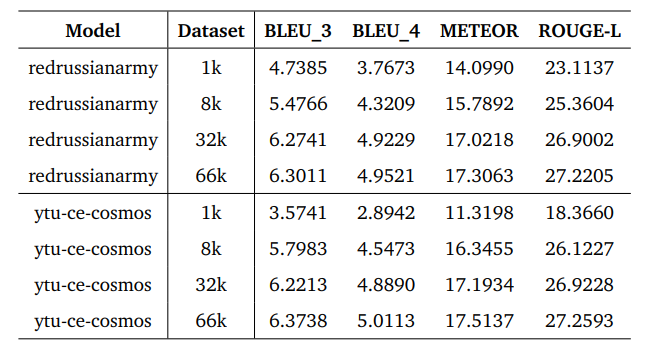 Model Dataset BLEU_3 BLEU_4 METEOR ROUGE-L
redrussianarmy 1k 4.7385 3.7673 14.0990 23.1137
redrussianarmy 8k 5.4766 4.3209 15.7892 25.3604
redrussianarmy 32k 6.2741 4.9229 17.0218 26.9002
redrussianarmy 66k 6.3011 4.9521 17.3063 27.2205
ytu-ce-cosmos 1k 3.5741 2.8942 11.3198 18.3660
ytu-ce-cosmos 8k 5.7983 4.5473 16.3455 26.1227
ytu-ce-cosmos 32k 6.2213 4.8890 17.1934 26.9228
ytu-ce-cosmos 66k 6.3738 5.0113 17.5137 27.2593